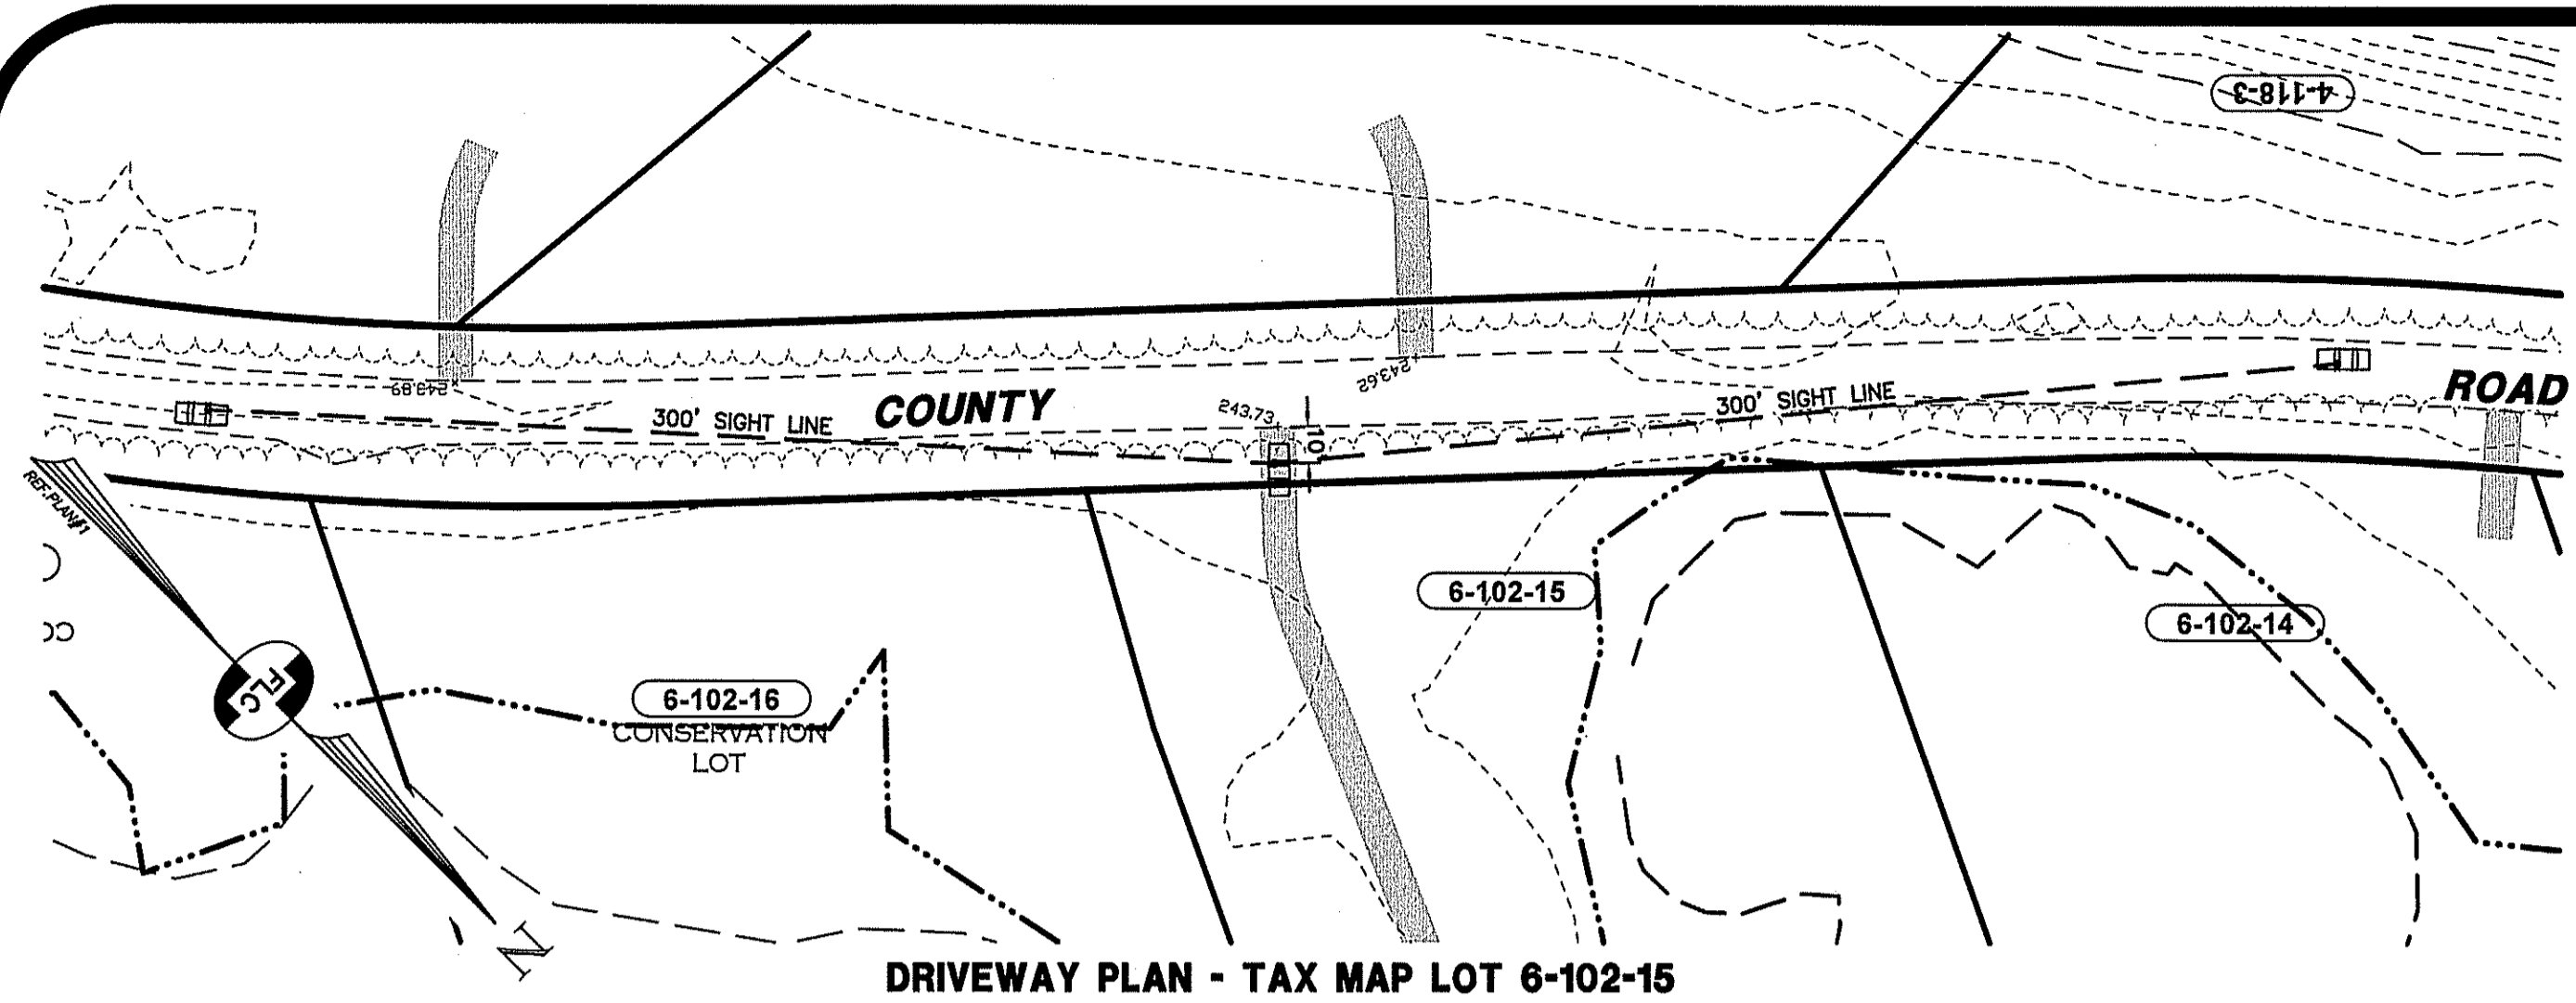 4-118-3
243.89
243.62
300' SIGHT LINE
COUNTY
243.73
10'
300' SIGHT LINE
ROAD
REF.PLAN#1
6-102-15
6-102-14
FLC
6-102-16
CONSERVATION
LOT
N
DRIVEWAY PLAN - TAX MAP LOT 6-102-15